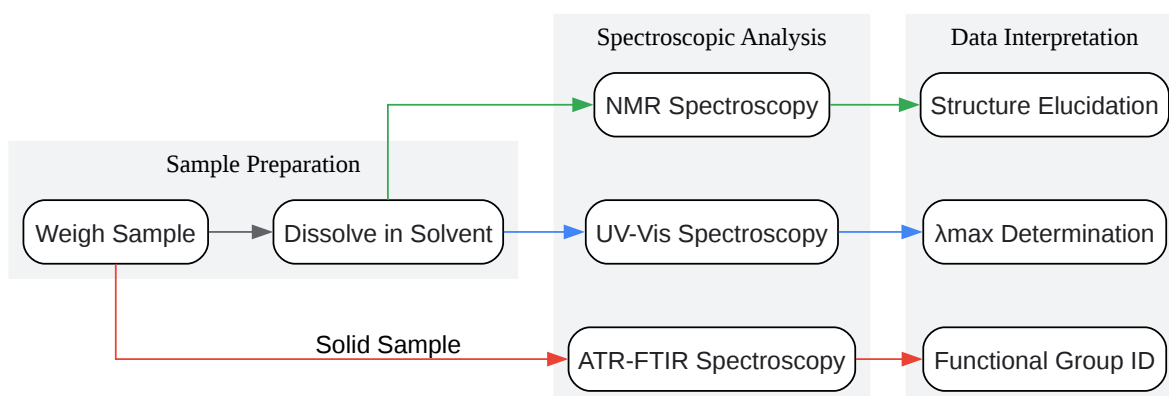 Spectroscopic Analysis
Data Interpretation
NMR Spectroscopy
Structure Elucidation
Sample Preparation
Weigh Sample
Dissolve in Solvent
UV-Vis Spectroscopy
λmax Determination
Solid Sample
ATR-FTIR Spectroscopy
Functional Group ID